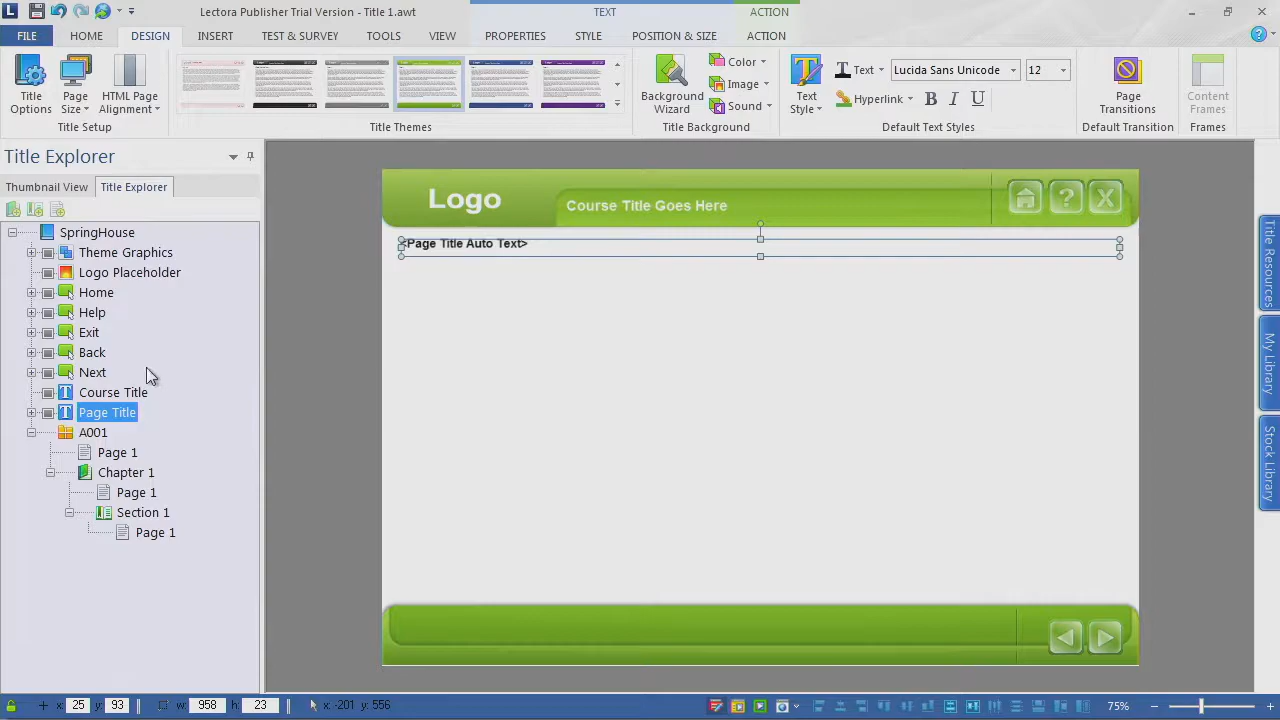 Lectora Publisher Trial Version - Title 1.awt
TEXT
ACTION
FILE
HOME
DESIGN
INSERT
TEST & SURVEY
TOOLS
VIEW
PROPERTIES
STYLE
POSITION & SIZE
ACTION
Title Options
Page Size
HTML Page Alignment
Title Setup
Title Themes
Background Wizard
Color
Image
Sound
Title Background
Text Style
Text
Lucida Sans Unicode
12
Hyperlink
B I U
Default Text Styles
Page Transitions
Default Transition
Content Frames
Frames
Title Explorer
Thumbnail View
Title Explorer
SpringHouse
Theme Graphics
Logo Placeholder
Home
Help
Exit
Back
Next
Course Title
Page Title
A001
Page 1
Chapter 1
Page 1
Section 1
Page 1
Logo
Course Title Goes Here
<Page Title Auto Text>
Title Resources
My Library
Stock Library
x: 25 y: 93 w: 958 h: 23 x: -201 y: 556
75%